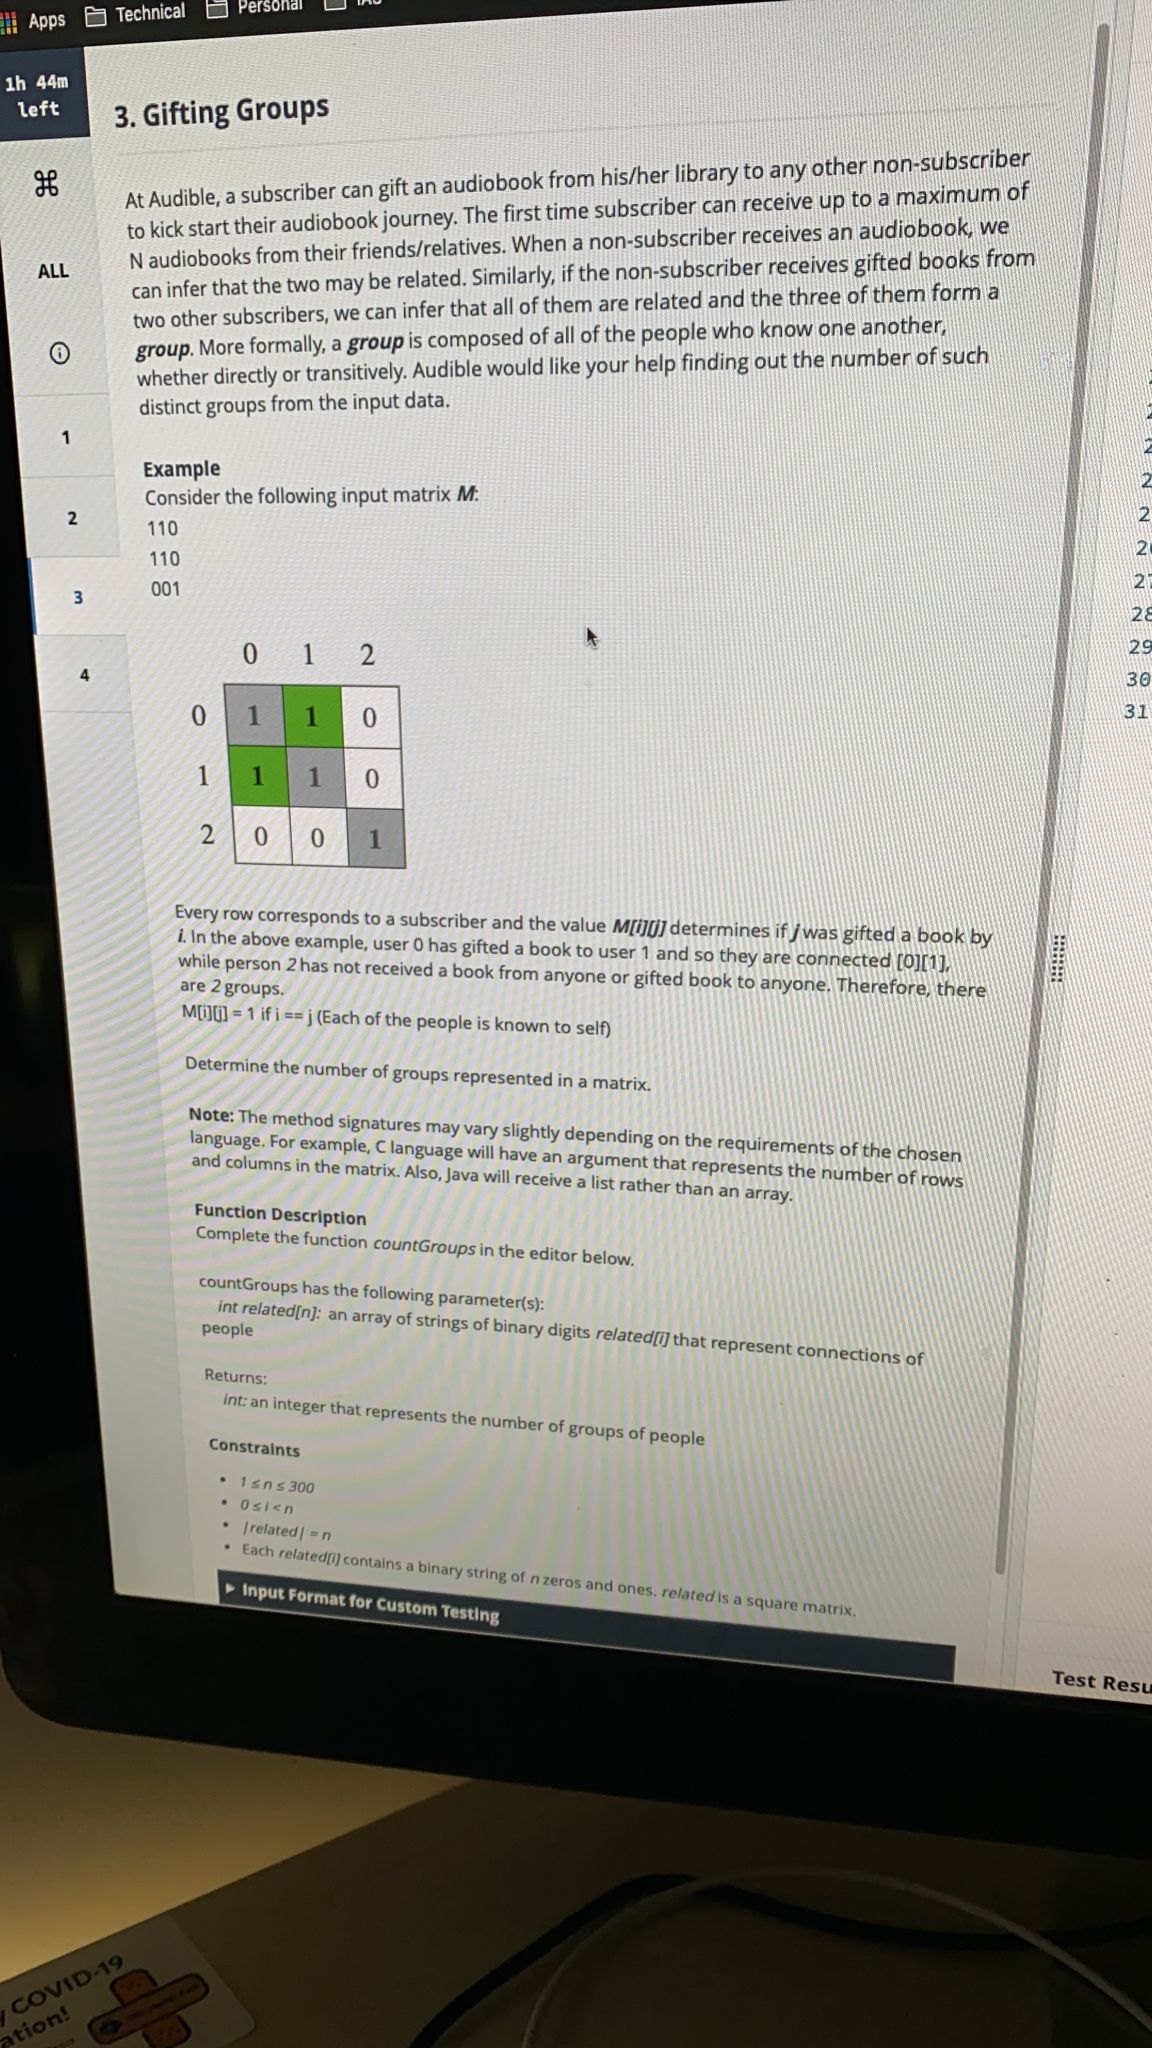 Apps Technical Personal
1h 44m
left
ALL
1
2
3
4
3. Gifting Groups
At Audible, a subscriber can gift an audiobook from his/her library to any other non-subscriber
to kick start their audiobook journey. The first time subscriber can receive up to a maximum of
N audiobooks from their friends/relatives. When a non-subscriber receives an audiobook, we
can infer that the two may be related. Similarly, if the non-subscriber receives gifted books from
two other subscribers, we can infer that all of them are related and the three of them form a
group. More formally, a group is composed of all of the people who know one another,
whether directly or transitively. Audible would like your help finding out the number of such
distinct groups from the input data.
Example
Consider the following input matrix M:
110
110
001
0 1 2
0 1 1 0
1 1 1 0
2 0 0 1
Every row corresponds to a subscriber and the value M[i][j] determines if j was gifted a book by
i. In the above example, user 0 has gifted a book to user 1 and so they are connected [0][1],
while person 2 has not received a book from anyone or gifted book to anyone. Therefore, there
are 2 groups.
M[i][j] = 1 if i == j (Each of the people is known to self)
Determine the number of groups represented in a matrix.
Note: The method signatures may vary slightly depending on the requirements of the chosen
language. For example, C language will have an argument that represents the number of rows
and columns in the matrix. Also, Java will receive a list rather than an array.
Function Description
Complete the function countGroups in the editor below.
countGroups has the following parameter(s):
int related[n]: an array of strings of binary digits related[i] that represent connections of
people
Returns:
int: an integer that represents the number of groups of people
Constraints
• 1 ≤ n ≤ 300
• 0 ≤ i < n
• |related| = n
• Each related[i] contains a binary string of n zeros and ones. related is a square matrix.
Input Format for Custom Testing
28
29
30
31
Test Resu
COVID-19
ation!